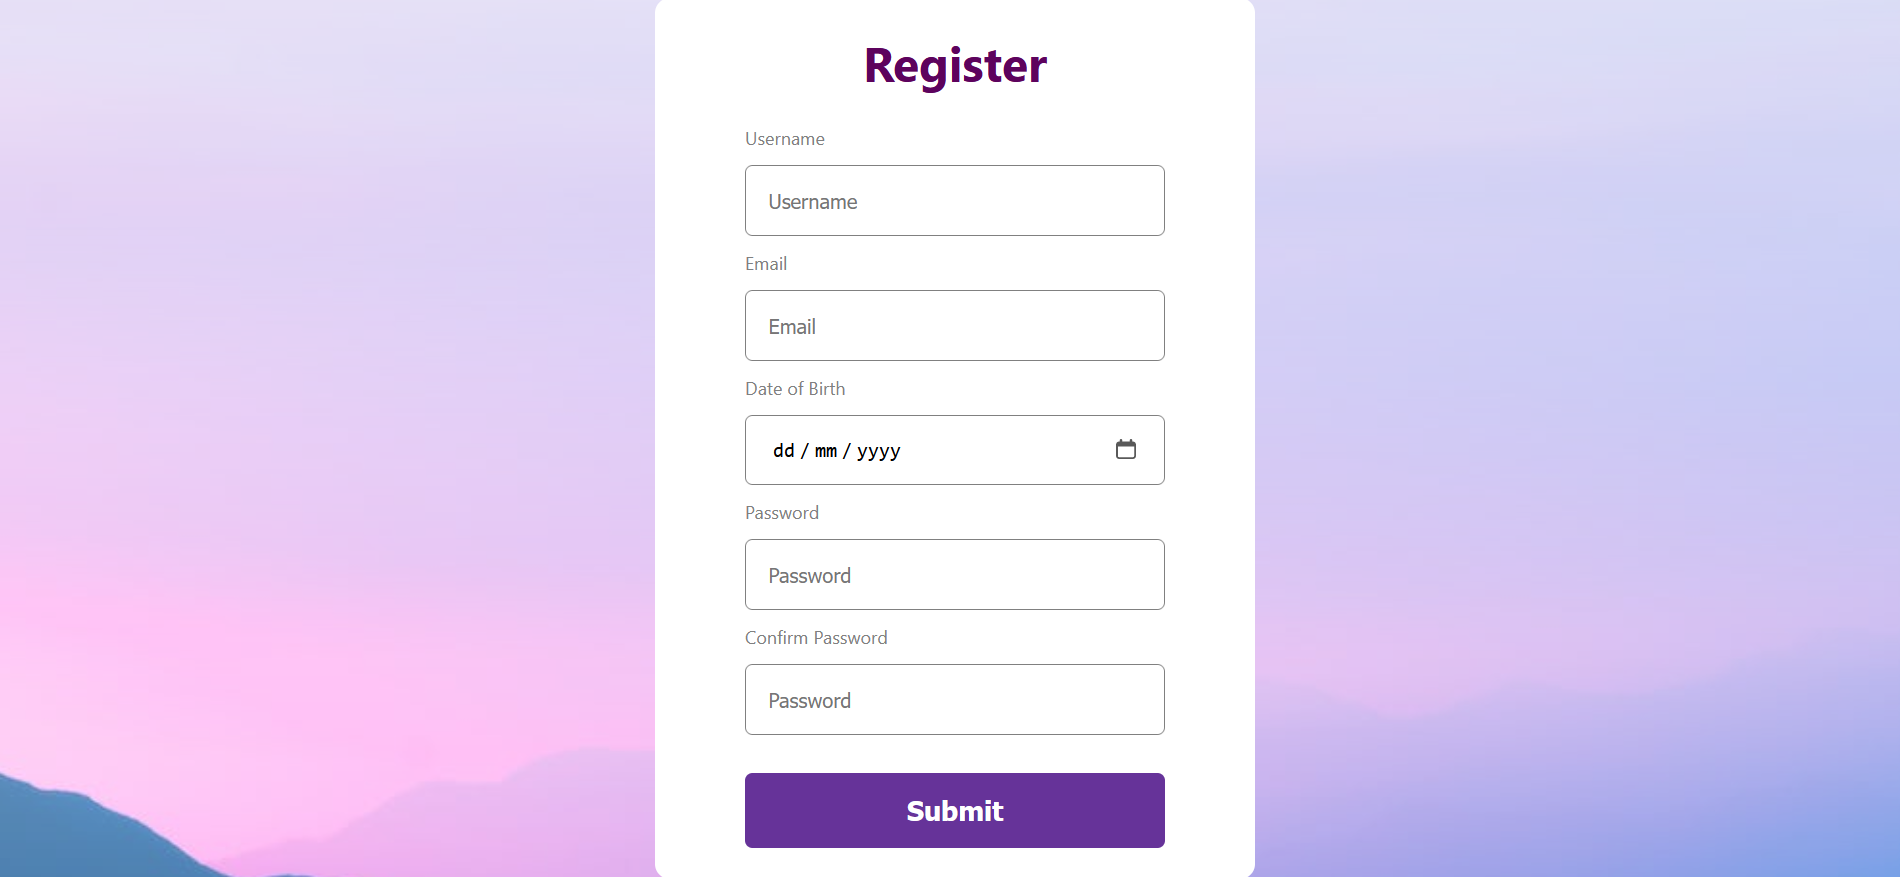 Register
Username
Username
Email
Email
Date of Birth
dd / mm / yyyy
Password
Password
Confirm Password
Password
Submit